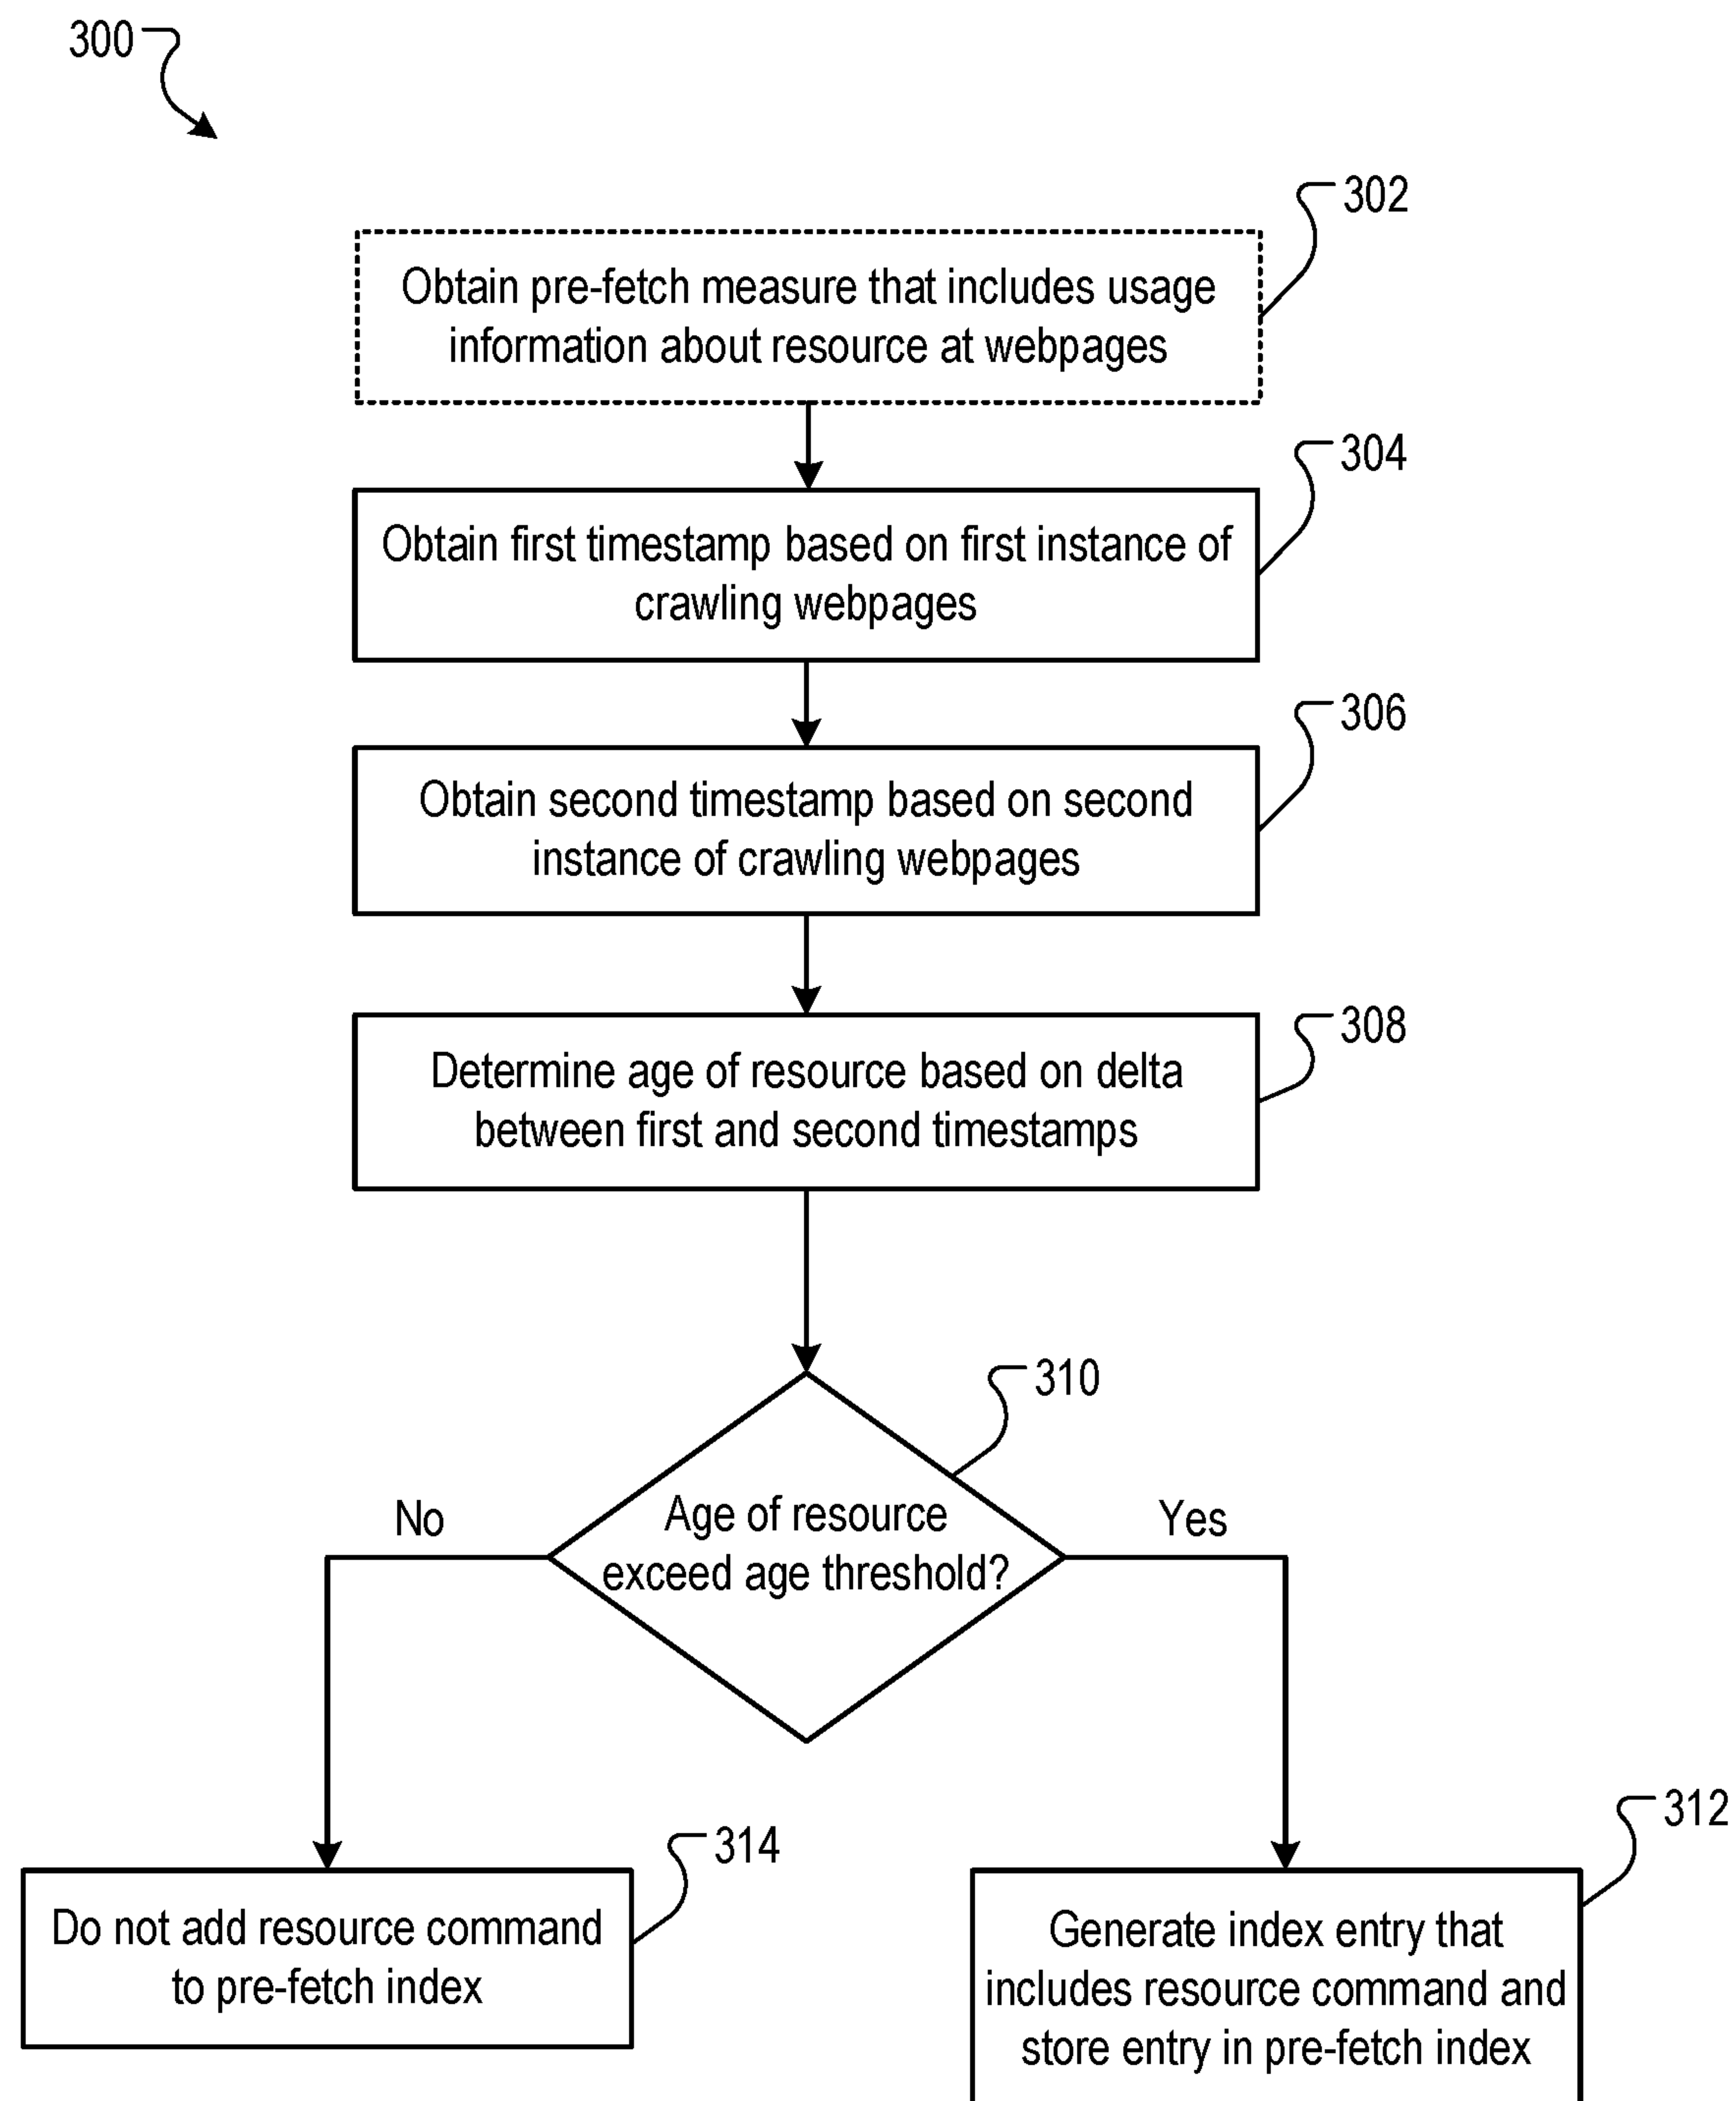 300
302
Obtain pre-fetch measure that includes usage
information about resource at webpages
304
Obtain first timestamp based on first instance of
crawling webpages
306
Obtain second timestamp based on second
instance of crawling webpages
308
Determine age of resource based on delta
between first and second timestamps
310
No
Age of resource
exceed age threshold?
Yes
314
312
Do not add resource command
to pre-fetch index
Generate index entry that
includes resource command and
store entry in pre-fetch index